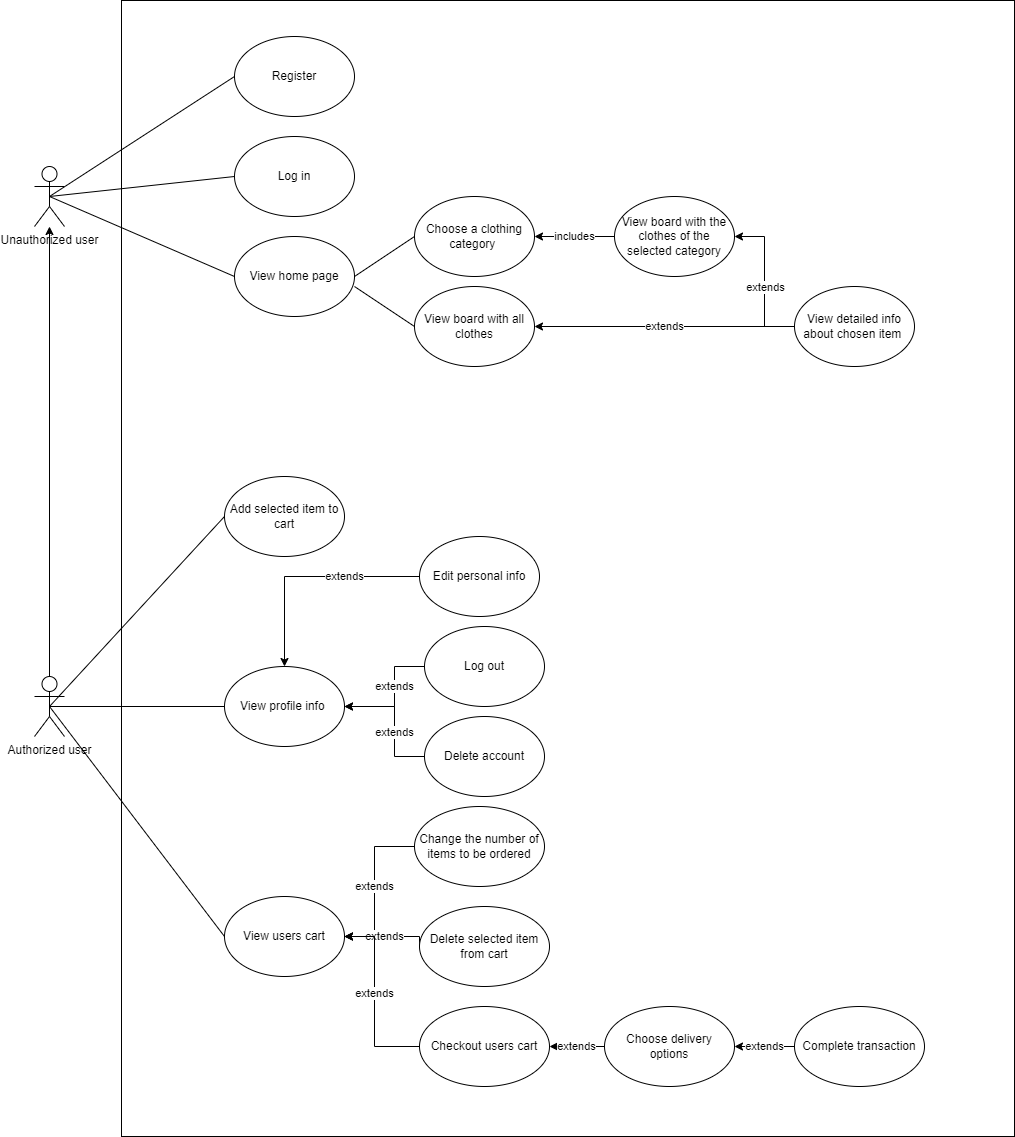 Register
Log in
Unauthorized user
View home page
Choose a clothing
category
includes
View board with the
clothes of the
selected category
extends
View board with all
clothes
extends
View detailed info
about chosen item
Add selected item to
cart
extends
Edit personal info
Log out
extends
View profile info
extends
Authorized user
Delete account
Change the number of
items to be ordered
extends
View users cart
extends
Delete selected item
from cart
extends
Checkout users cart
extends
Choose delivery
options
extends
Complete transaction